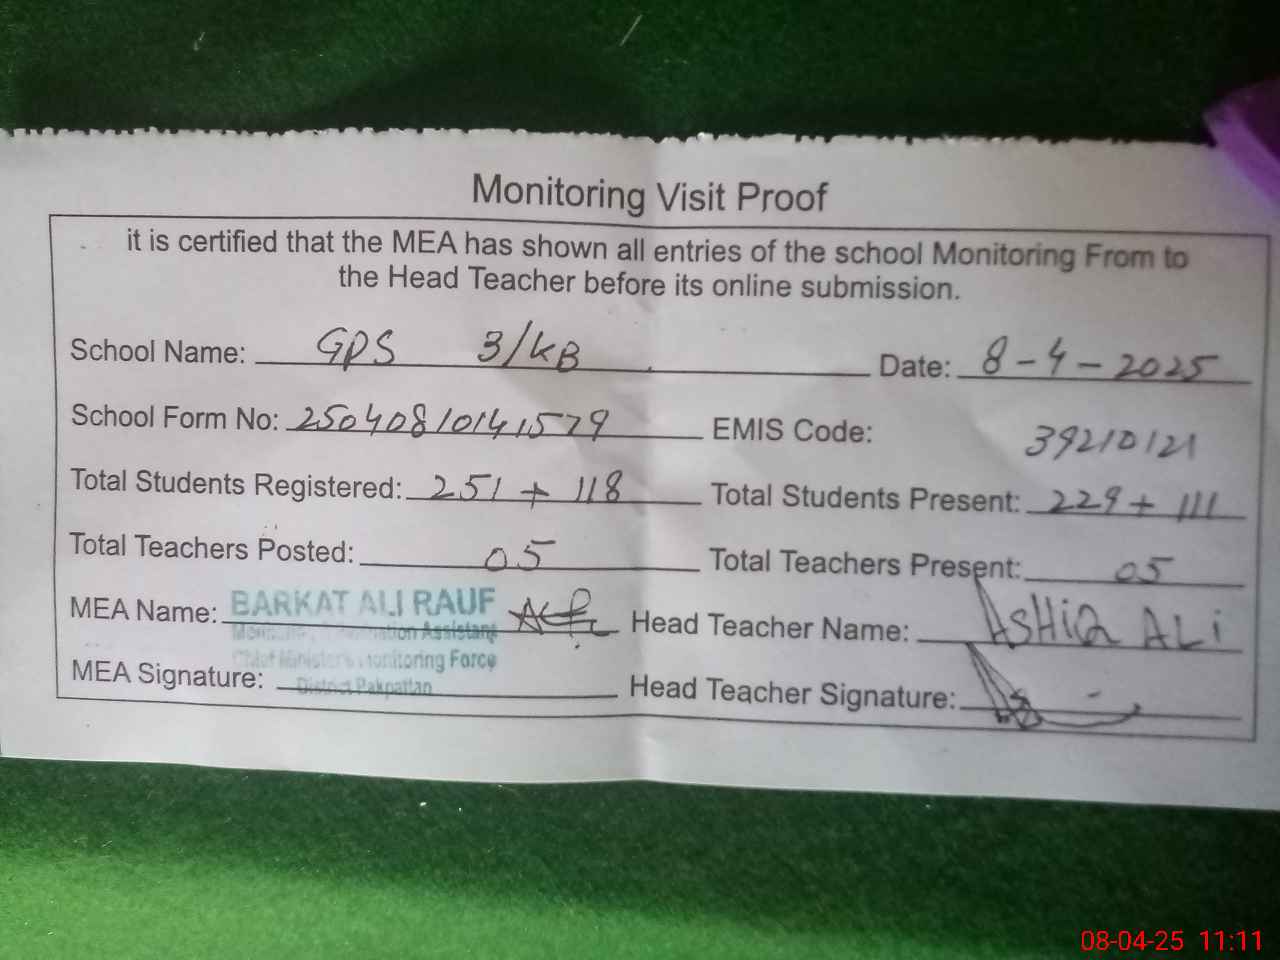 Monitoring Visit Proof
it is certified that the MEA has shown all entries of the school Monitoring From to
the Head Teacher before its online submission.
School Name: GPS 3/KB Date: 8-4-2025
School Form No: 25040810141579 EMIS Code: 39210121
Total Students Registered: 251 + 118 Total Students Present: 229 + 111
Total Teachers Posted: 05 Total Teachers Present: 05
MEA Name: BARKAT ALI RAUF Head Teacher Name: ASHIQ ALi
Monitoring Information Assistant
Chief Minister's Monitoring Force
MEA Signature: District Pakpattan Head Teacher Signature:
08-04-25 11:11